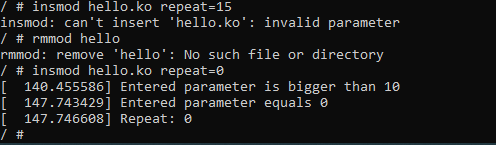 / # insmod hello.ko repeat=15
insmod: can't insert 'hello.ko': invalid parameter
/ # rmmod hello
rmmod: remove 'hello': No such file or directory
/ # insmod hello.ko repeat=0
[  140.455586] Entered parameter is bigger than 10
[  147.743429] Entered parameter equals 0
[  147.746608] Repeat: 0
/ #